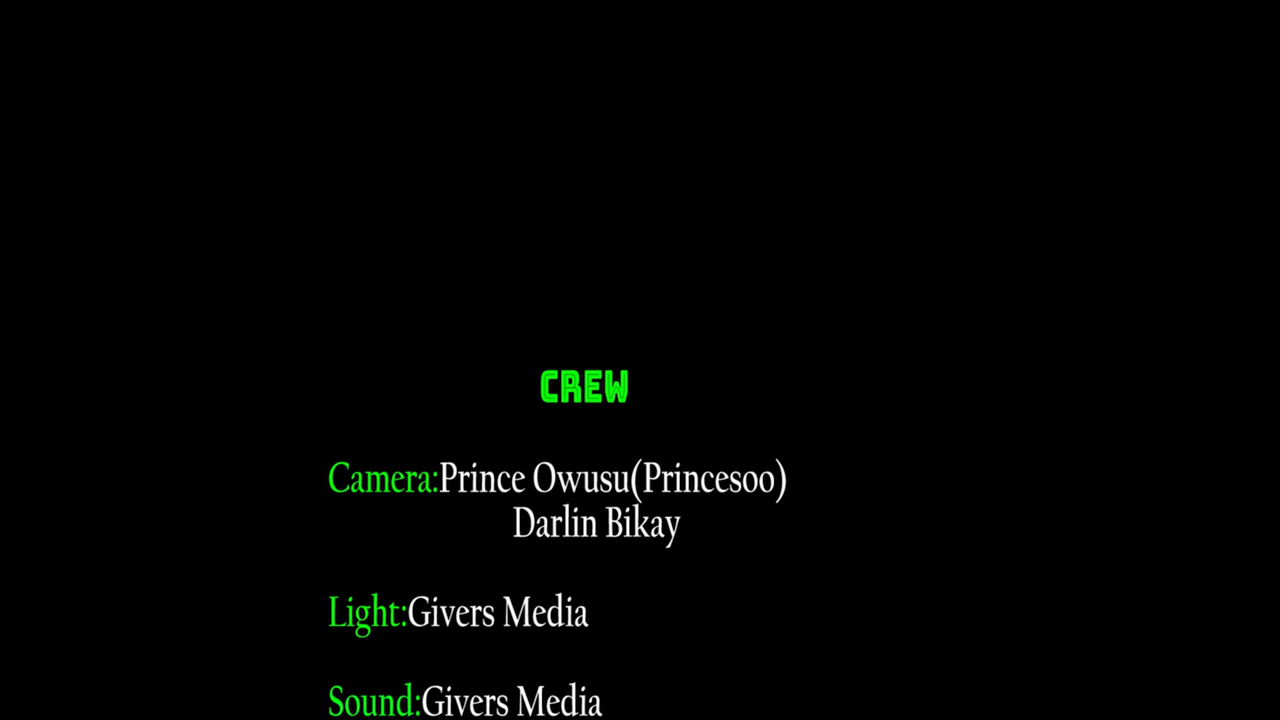 CREW
Camera:Prince Owusu(Princesoo)
Darlin Bikay
Light:Givers Media
Sound:Givers Media